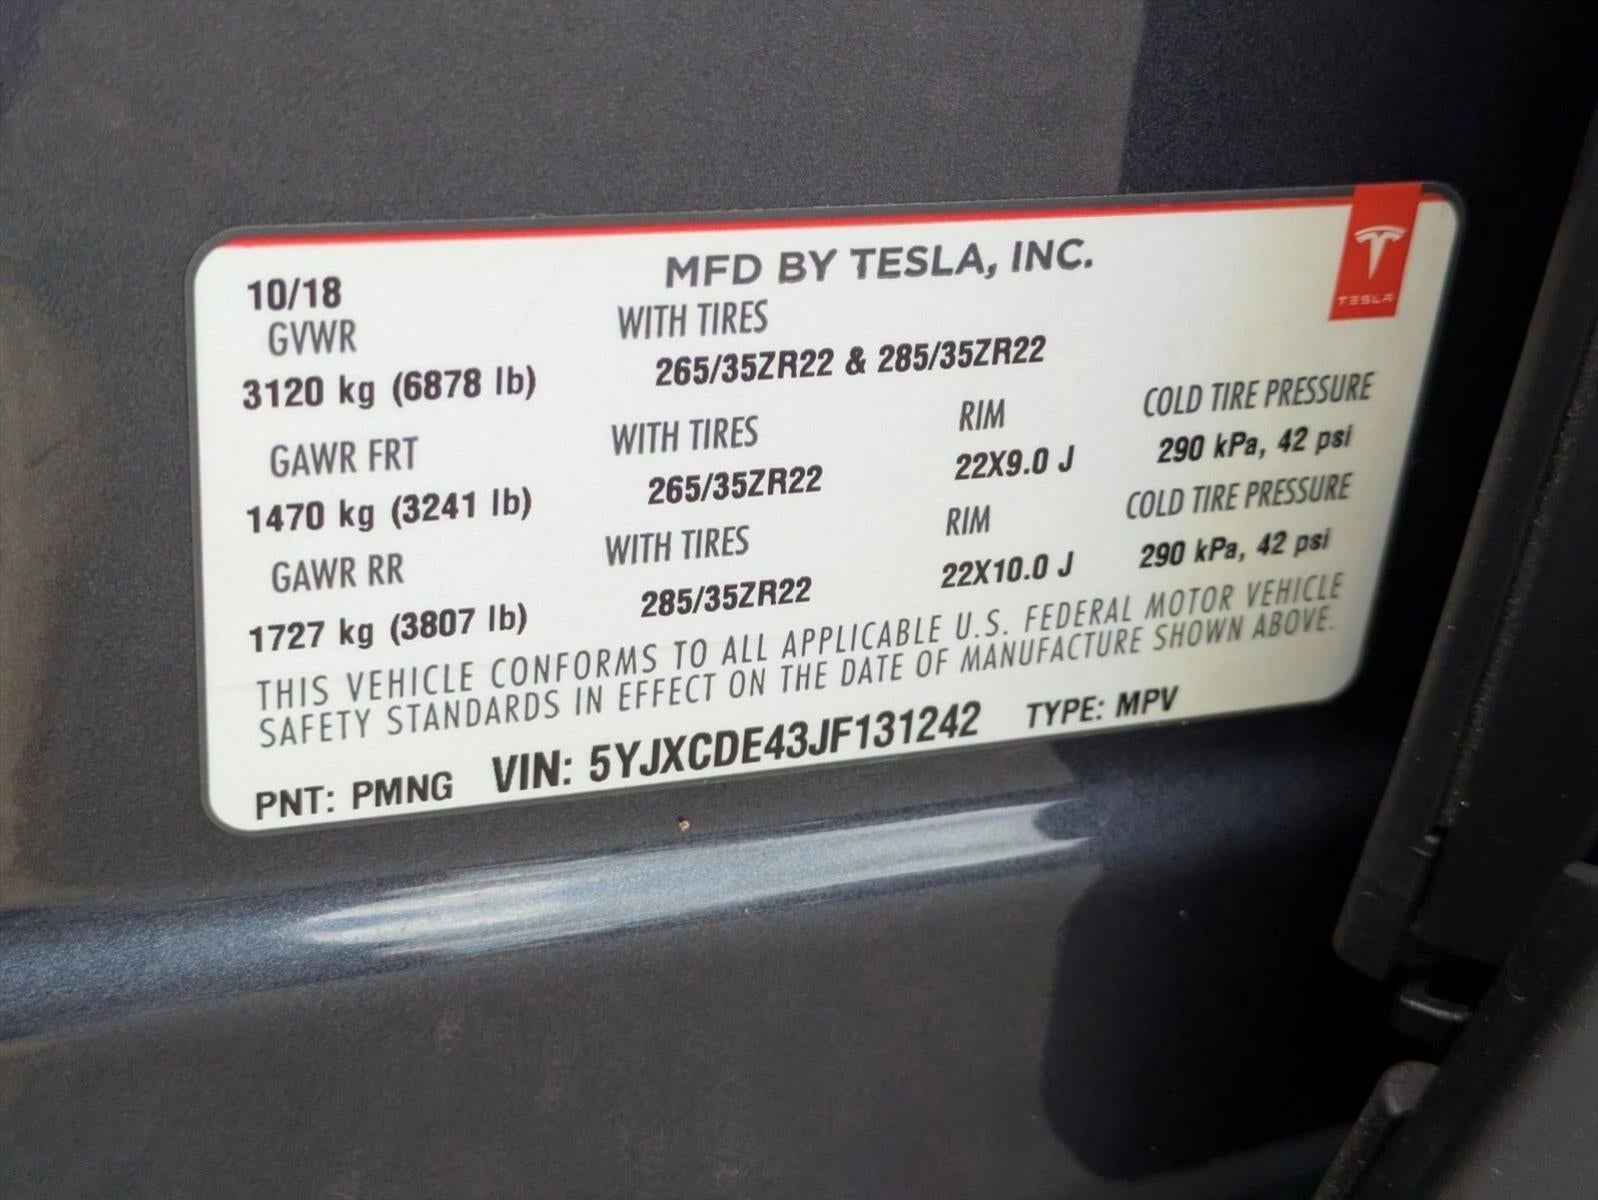 MFD BY TESLA, INC.
TESLA
10/18
GVWR WITH TIRES
3120 kg (6878 lb) 265/35ZR22 & 285/35ZR22
GAWR FRT WITH TIRES RIM COLD TIRE PRESSURE
1470 kg (3241 lb) 265/35ZR22 22X9.0 J 290 kPa, 42 psi
GAWR RR WITH TIRES RIM COLD TIRE PRESSURE
1727 kg (3807 lb) 285/35ZR22 22X10.0 J 290 kPa, 42 psi
THIS VEHICLE CONFORMS TO ALL APPLICABLE U.S. FEDERAL MOTOR VEHICLE
SAFETY STANDARDS IN EFFECT ON THE DATE OF MANUFACTURE SHOWN ABOVE.
PNT: PMNG VIN: 5YJXCDE43JF131242 TYPE: MPV